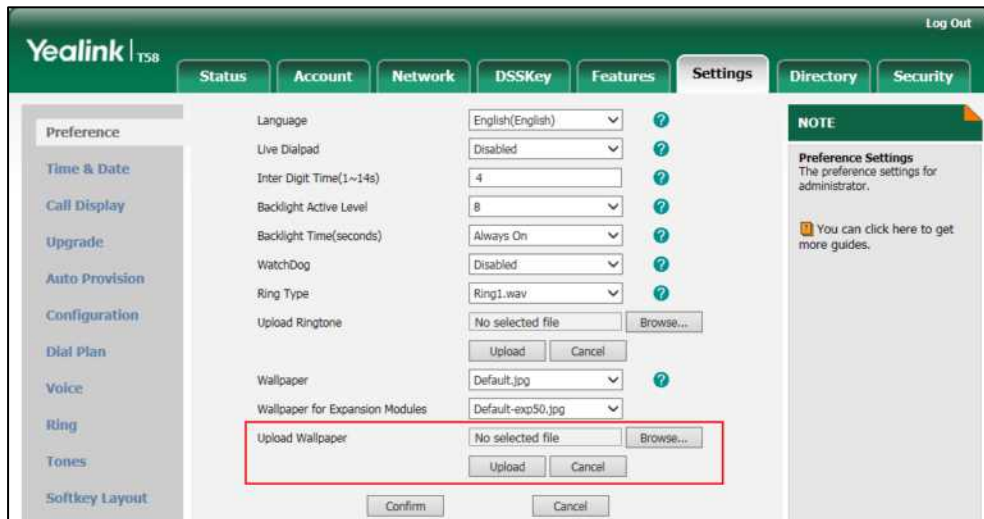 Log Out
Yealink T58
Status Account Network DSSKey Features Settings Directory Security
Preference
Time & Date
Call Display
Upgrade
Auto Provision
Configuration
Dial Plan
Voice
Ring
Tones
Softkey Layout
Language English(English) ?
Live Dialpad Disabled ?
Inter Digit Time(1~14s) 4 ?
Backlight Active Level 8 ?
Backlight Time(seconds) Always On ?
WatchDog Disabled ?
Ring Type Ring1.wav ?
Upload Ringtone No selected file Browse...
Upload Cancel
Wallpaper Default.jpg ?
Wallpaper for Expansion Modules Default-exp50.jpg
Upload Wallpaper No selected file Browse...
Upload Cancel
Confirm Cancel
NOTE
Preference Settings
The preference settings for
administrator.
You can click here to get
more guides.